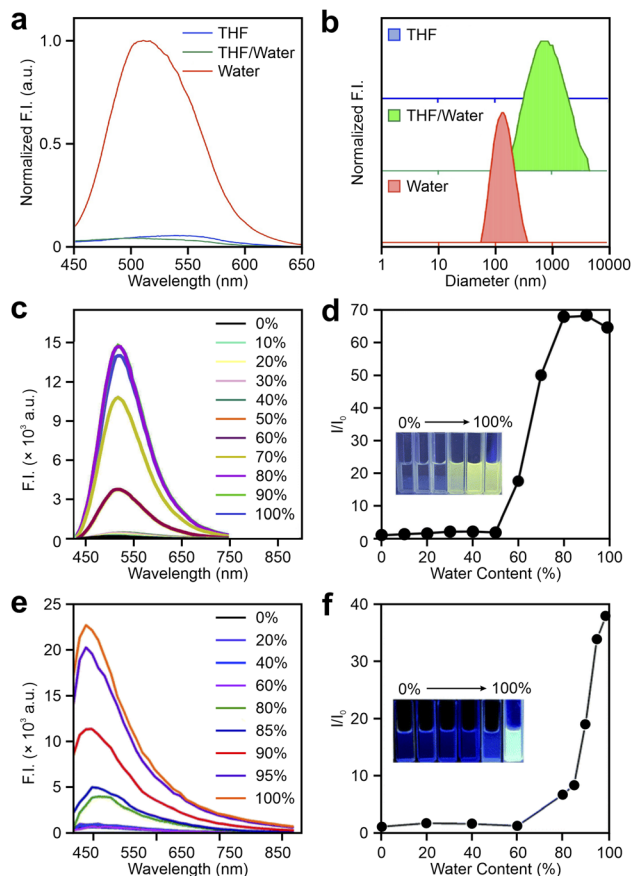 a
Normalized F.I. (a.u.)
1.0
0.5
0
THF
THF/Water
Water
450 500 550 600 650
Wavelength (nm)
b
Normalized F.I.
THF
THF/Water
Water
1 10 100 1000 10000
Diameter (nm)
c
F.I. (× 10³ a.u.)
15
12
9
6
3
0
0%
10%
20%
30%
40%
50%
60%
70%
80%
90%
100%
450 550 650 750 850
Wavelength (nm)
d
I/I₀
70
60
50
40
30
20
10
0
0% 100%
0 20 40 60 80 100
Water Content (%)
e
F.I. (× 10³ a.u.)
25
20
15
10
5
0
0%
20%
40%
60%
80%
85%
90%
95%
100%
450 550 650 750 850
Wavelength (nm)
f
I/I₀
40
30
20
10
0
0% 100%
0 20 40 60 80 100
Water Content (%)